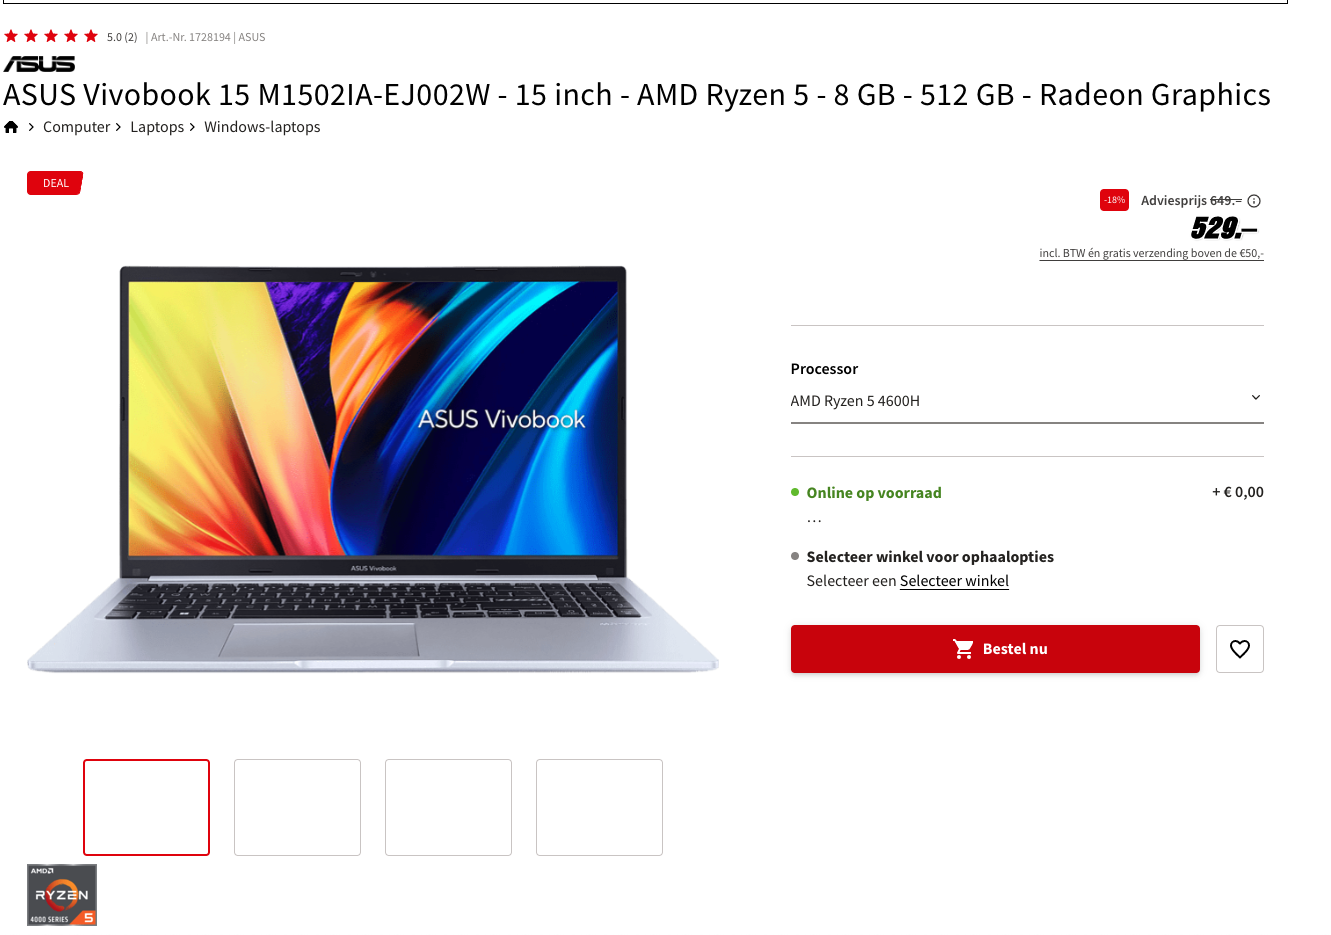 5.0 (2) | Art.-Nr. 1728194 | ASUS
ASUS
ASUS Vivobook 15 M1502IA-EJ002W - 15 inch - AMD Ryzen 5 - 8 GB - 512 GB - Radeon Graphics
Computer Laptops Windows-laptops
DEAL
-18% Adviesprijs 649.–
529.–
incl. BTW én gratis verzending boven de €50,-
ASUS Vivobook
ASUS Vivobook
Processor
AMD Ryzen 5 4600H
Online op voorraad + € 0,00
...
Selecteer winkel voor ophaalopties
Selecteer een Selecteer winkel
Bestel nu
AMD
RYZEN
4000 SERIES 5